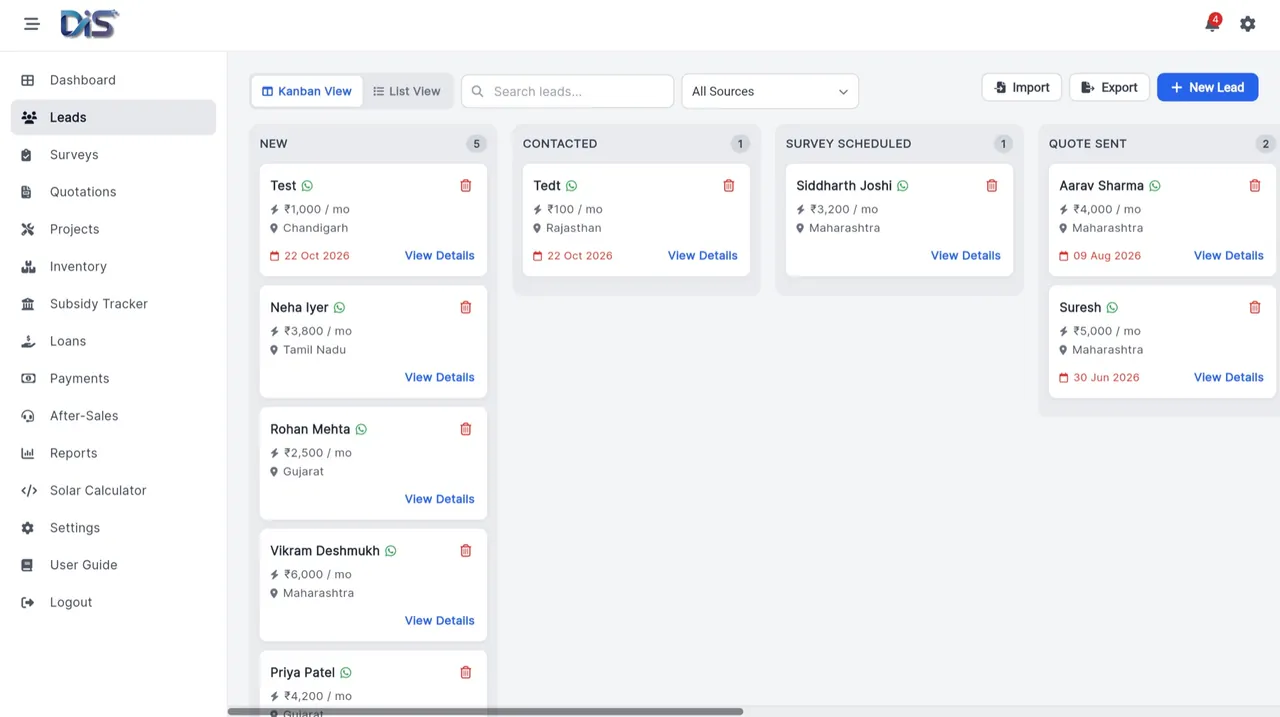 DiS
4
Dashboard
Leads
Surveys
Quotations
Projects
Inventory
Subsidy Tracker
Loans
Payments
After-Sales
Reports
Solar Calculator
Settings
User Guide
Logout
Kanban View
List View
Search leads...
All Sources
Import
Export
+ New Lead
NEW 5
Test
₹1,000 / mo
Chandigarh
22 Oct 2026 View Details
Neha Iyer
₹3,800 / mo
Tamil Nadu
View Details
Rohan Mehta
₹2,500 / mo
Gujarat
View Details
Vikram Deshmukh
₹6,000 / mo
Maharashtra
View Details
Priya Patel
₹4,200 / mo
Gujarat
CONTACTED 1
Tedt
₹100 / mo
Rajasthan
22 Oct 2026 View Details
SURVEY SCHEDULED 1
Siddharth Joshi
₹3,200 / mo
Maharashtra
View Details
QUOTE SENT 2
Aarav Sharma
₹4,000 / mo
Maharashtra
09 Aug 2026 View Details
Suresh
₹5,000 / mo
Maharashtra
30 Jun 2026 View Details